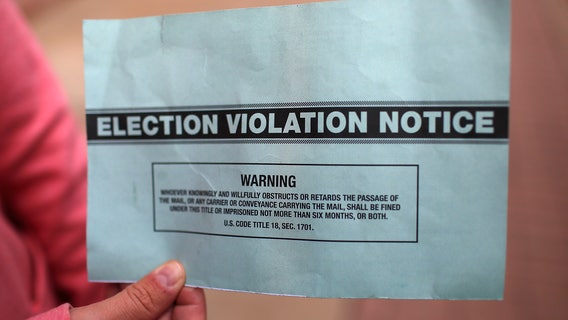 ELECTION VIOLATION NOTICE
WARNING
WHOEVER KNOWINGLY AND WILLFULLY OBSTRUCTS OR RETARDS THE PASSAGE OF
THE MAIL, OR ANY CARRIER OR CONVEYANCE CARRYING THE MAIL, SHALL BE FINED
UNDER THIS TITLE OR IMPRISONED NOT MORE THAN SIX MONTHS, OR BOTH.
U.S. CODE TITLE 18, SEC. 1701.